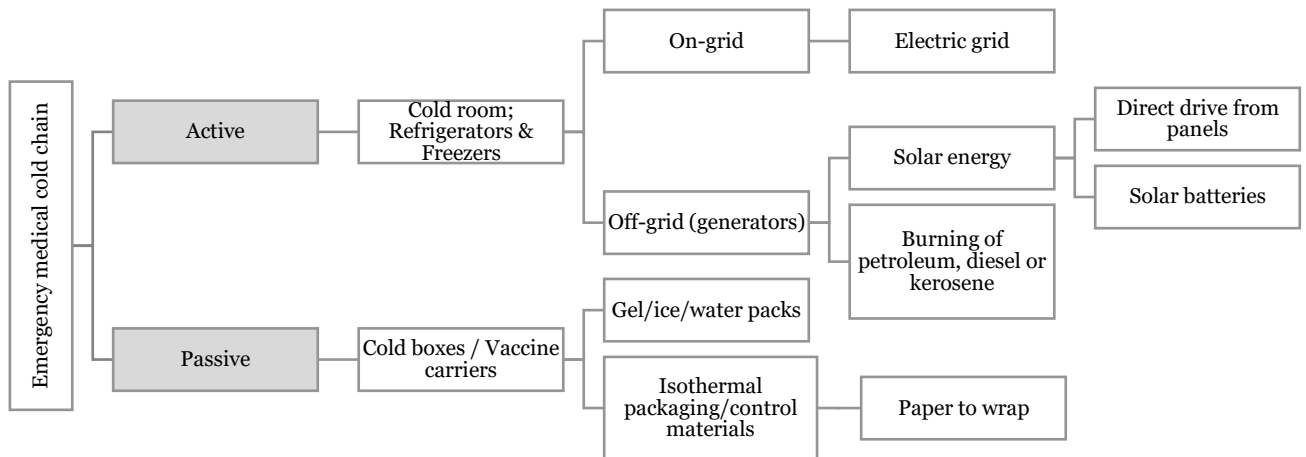 Emergency medical cold chain
Active
Cold room;
Refrigerators &
Freezers
On-grid
Electric grid
Off-grid (generators)
Solar energy
Direct drive from
panels
Solar batteries
Burning of
petroleum, diesel or
kerosene
Passive
Cold boxes / Vaccine
carriers
Gel/ice/water packs
Isothermal
packaging/control
materials
Paper to wrap